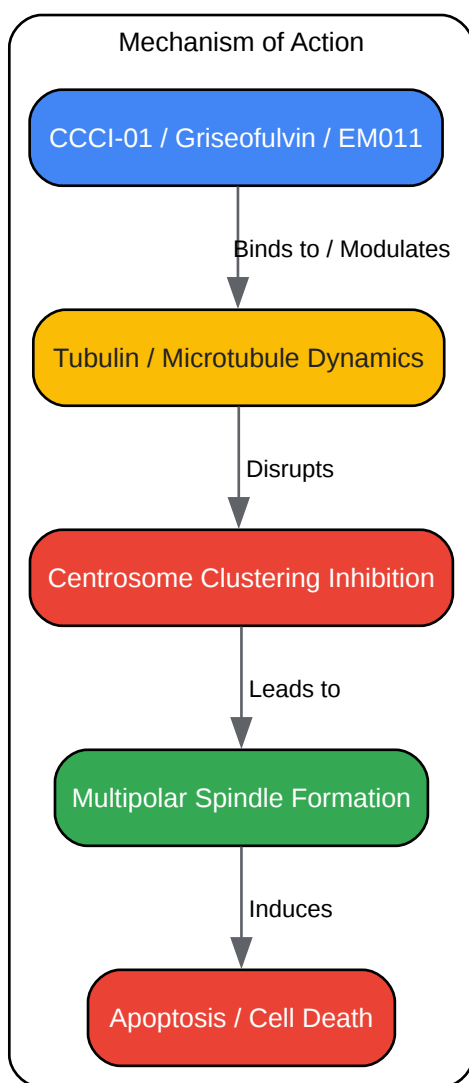 Mechanism of Action
CCCI-01 / Griseofulvin / EM011
Binds to / Modulates
Tubulin / Microtubule Dynamics
Disrupts
Centrosome Clustering Inhibition
Leads to
Multipolar Spindle Formation
Induces
Apoptosis / Cell Death